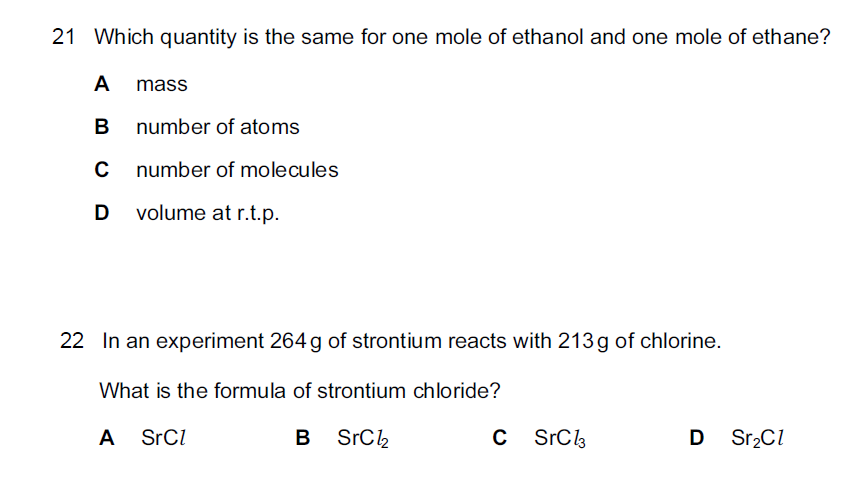 21 Which quantity is the same for one mole of ethanol and one mole of ethane?
A mass
B number of atoms
C number of molecules
D volume at r.t.p.
22 In an experiment 264 g of strontium reacts with 213 g of chlorine.
What is the formula of strontium chloride?
A SrCl B SrCl₂ C SrCl₃ D Sr₂Cl